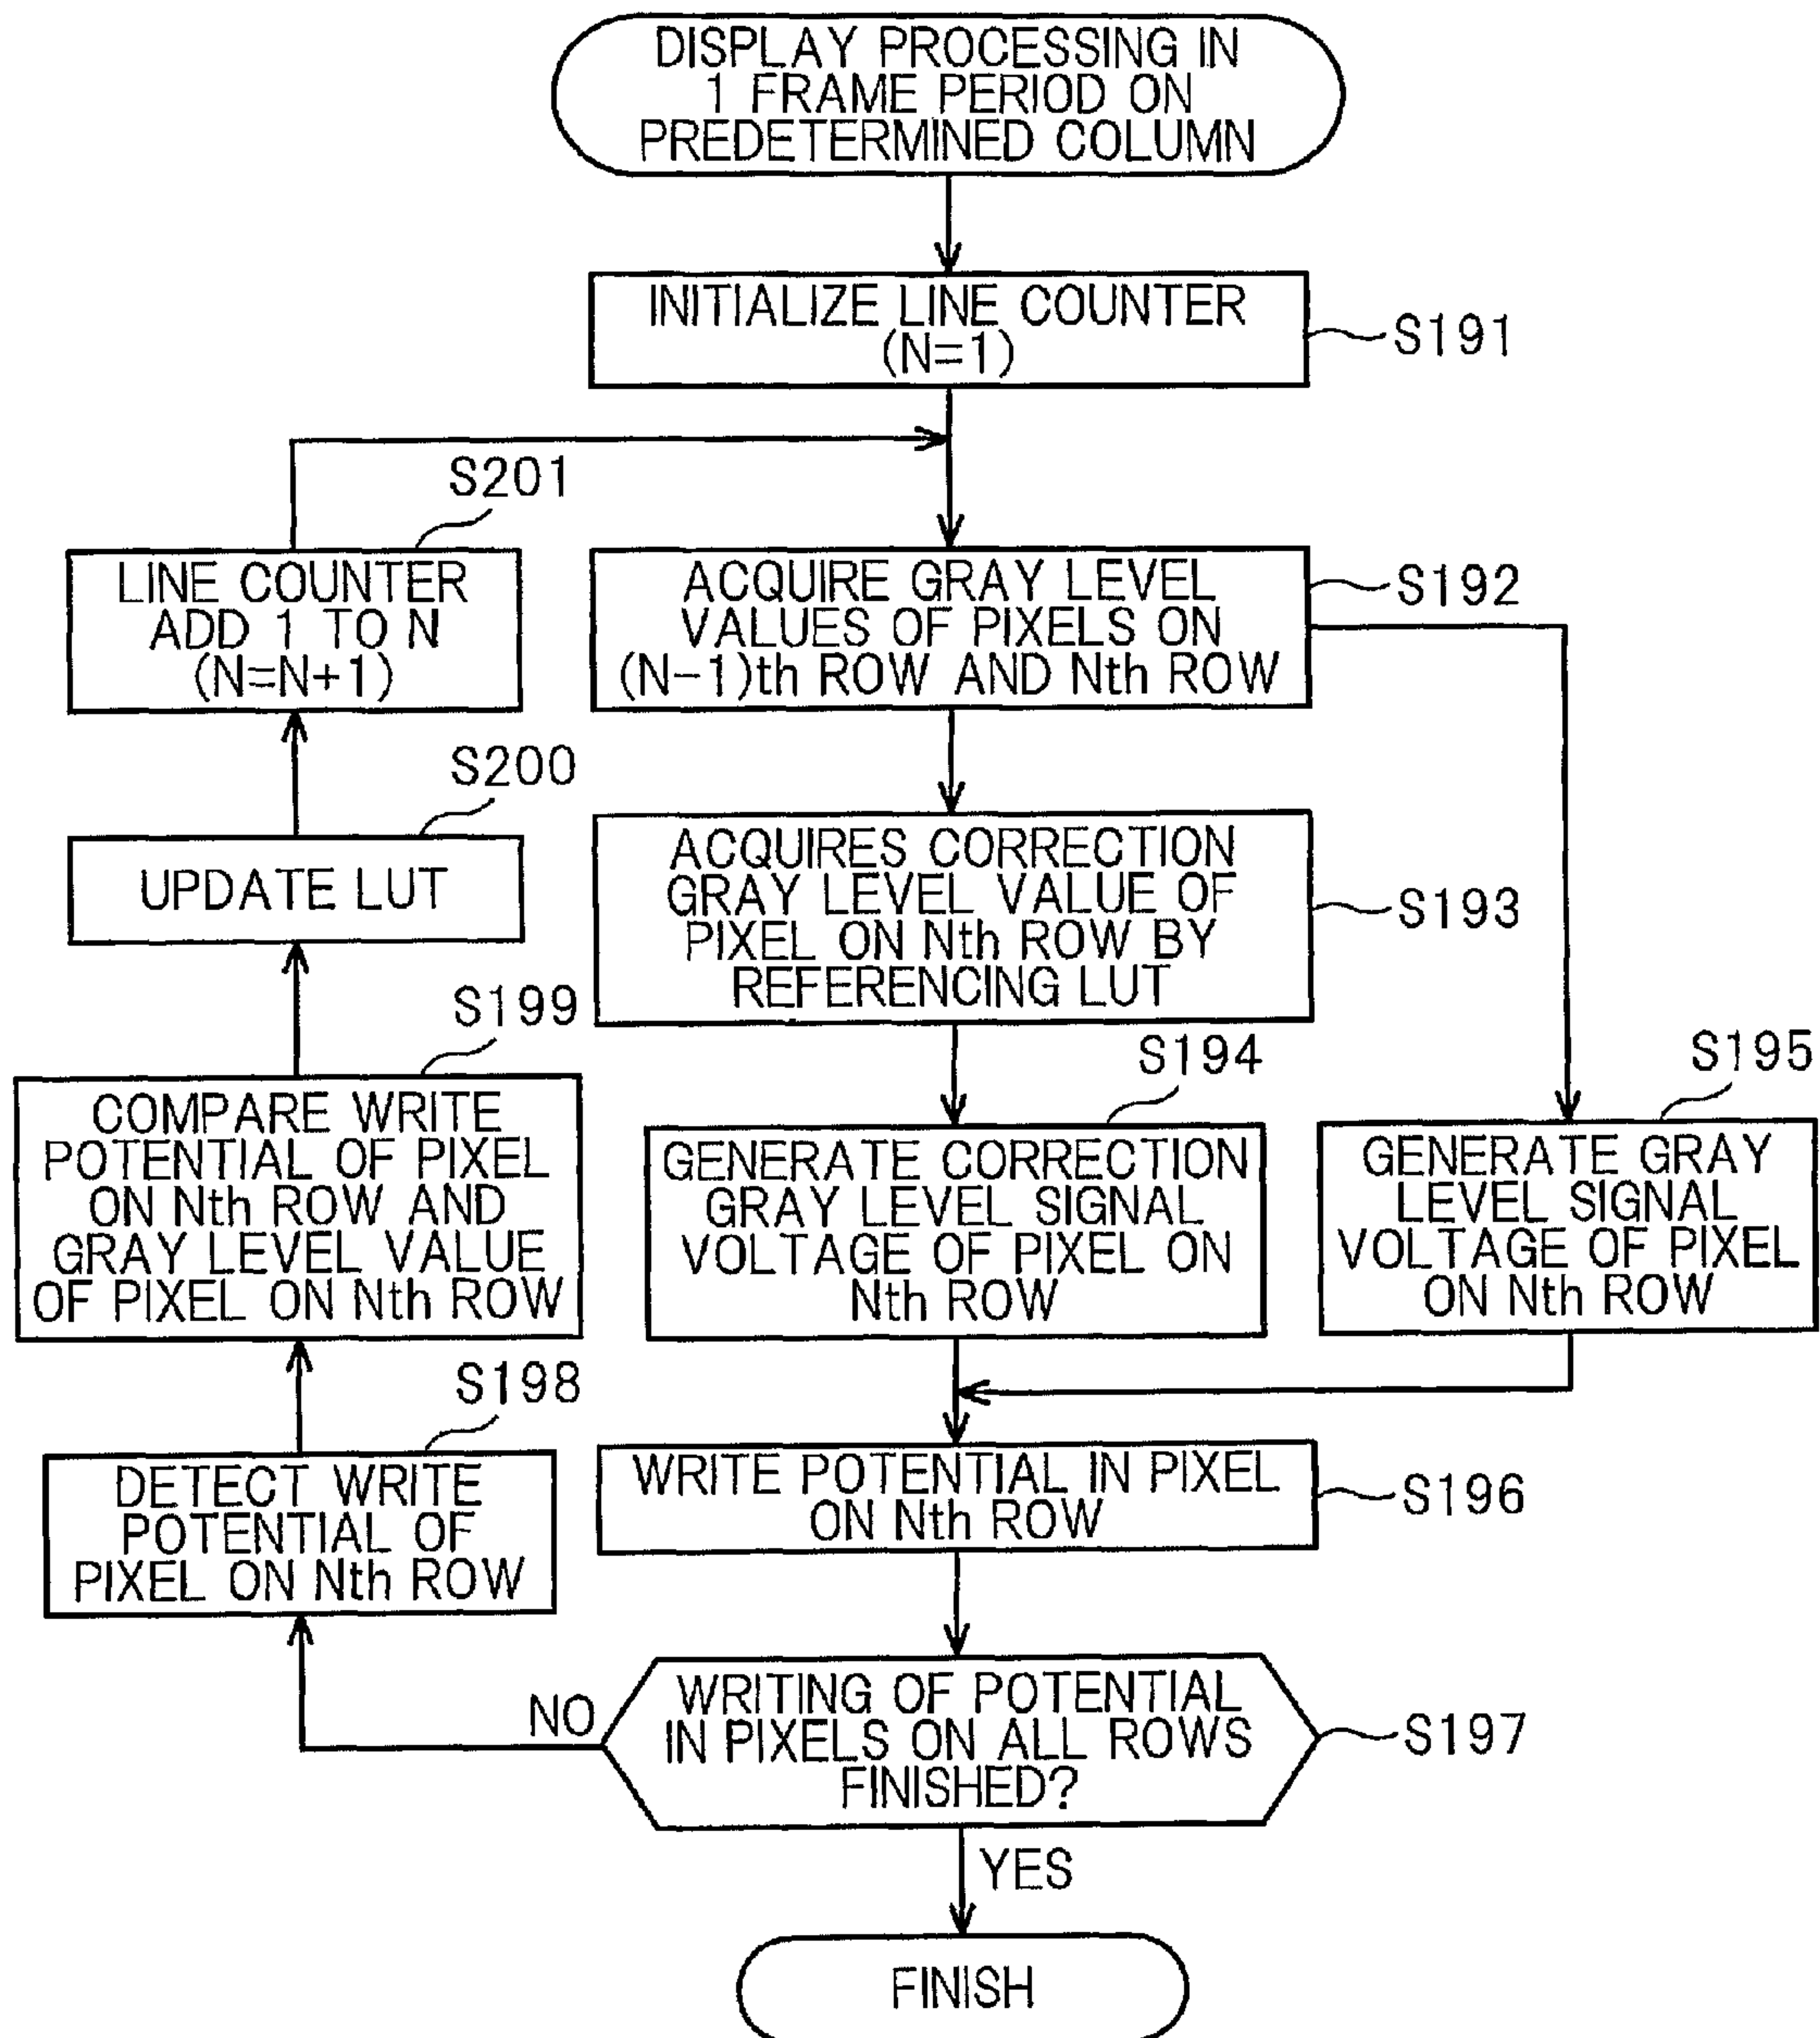 DISPLAY PROCESSING IN
1 FRAME PERIOD ON
PREDETERMINED COLUMN
INITIALIZE LINE COUNTER
(N=1)
S191
S201
LINE COUNTER
ADD 1 TO N
(N=N+1)
ACQUIRE GRAY LEVEL
VALUES OF PIXELS ON
(N-1)th ROW AND Nth ROW
S192
S200
UPDATE LUT
ACQUIRES CORRECTION
GRAY LEVEL VALUE OF
PIXEL ON Nth ROW BY
REFERENCING LUT
S193
S199
COMPARE WRITE
POTENTIAL OF PIXEL
ON Nth ROW AND
GRAY LEVEL VALUE
OF PIXEL ON Nth ROW
S194
GENERATE CORRECTION
GRAY LEVEL SIGNAL
VOLTAGE OF PIXEL ON
Nth ROW
S195
GENERATE GRAY
LEVEL SIGNAL
VOLTAGE OF PIXEL
ON Nth ROW
S198
DETECT WRITE
POTENTIAL OF
PIXEL ON Nth ROW
WRITE POTENTIAL IN PIXEL
ON Nth ROW
S196
NO
WRITING OF POTENTIAL
IN PIXELS ON ALL ROWS
FINISHED?
S197
YES
FINISH